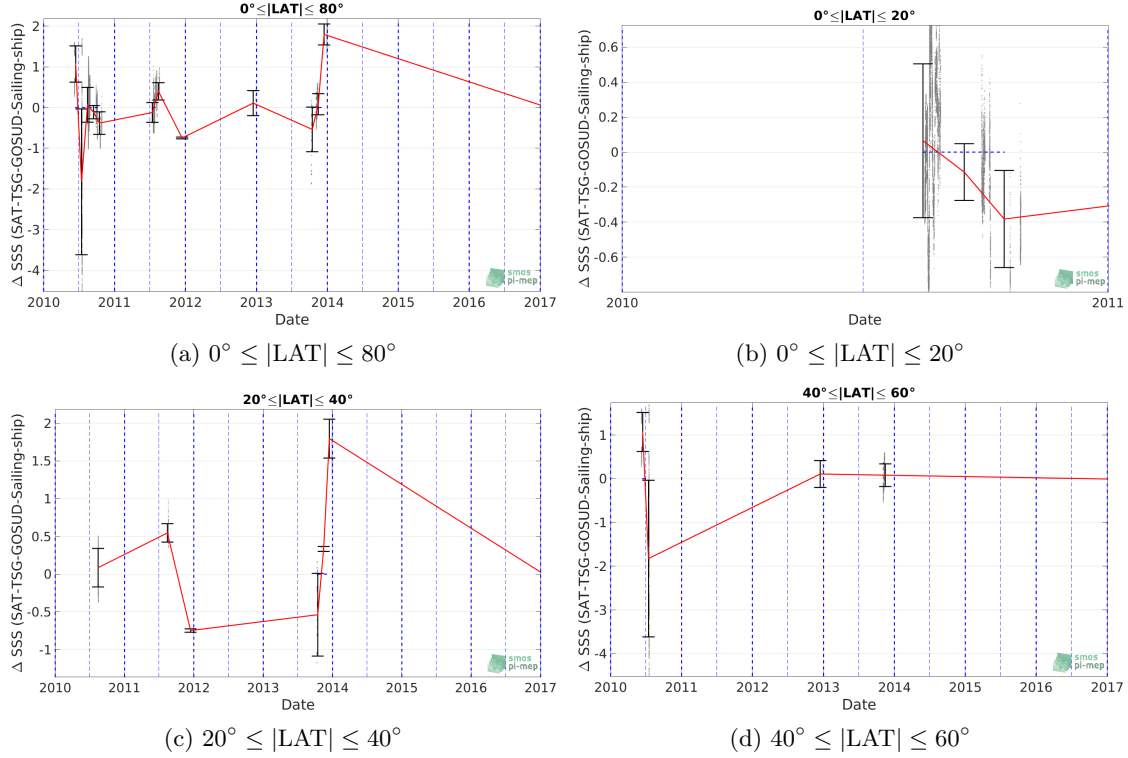 0°≤|LAT|≤ 80°
Δ SSS (SAT-TSG-GOSUD-Sailing-ship)
2
1
0
-1
-2
-3
-4
2010 2011 2012 2013 2014 2015 2016 2017
Date
smos
pi-mep
(a) 0° ≤ |LAT| ≤ 80°
0°≤|LAT|≤ 20°
Δ SSS (SAT-TSG-GOSUD-Sailing-ship)
0.6
0.4
0.2
0
-0.2
-0.4
-0.6
2010 2011
Date
smos
pi-mep
(b) 0° ≤ |LAT| ≤ 20°
20°≤|LAT|≤ 40°
Δ SSS (SAT-TSG-GOSUD-Sailing-ship)
2
1.5
1
0.5
0
-0.5
-1
2010 2011 2012 2013 2014 2015 2016 2017
Date
smos
pi-mep
(c) 20° ≤ |LAT| ≤ 40°
40°≤|LAT|≤ 60°
Δ SSS (SAT-TSG-GOSUD-Sailing-ship)
1
0
-1
-2
-3
-4
2010 2011 2012 2013 2014 2015 2016 2017
Date
smos
pi-mep
(d) 40° ≤ |LAT| ≤ 60°